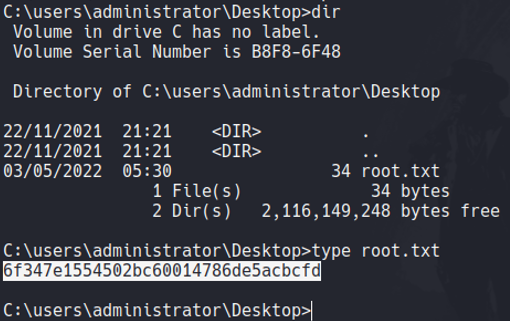 C:\users\administrator\Desktop>dir
Volume in drive C has no label.
Volume Serial Number is B8F8-6F48
Directory of C:\users\administrator\Desktop
22/11/2021  21:21    <DIR>          .
22/11/2021  21:21    <DIR>          ..
03/05/2022  05:30                34 root.txt
1 File(s)             34 bytes
2 Dir(s)   2,116,149,248 bytes free
C:\users\administrator\Desktop>type root.txt
6f347e1554502bc60014786de5acbcfd
C:\users\administrator\Desktop>